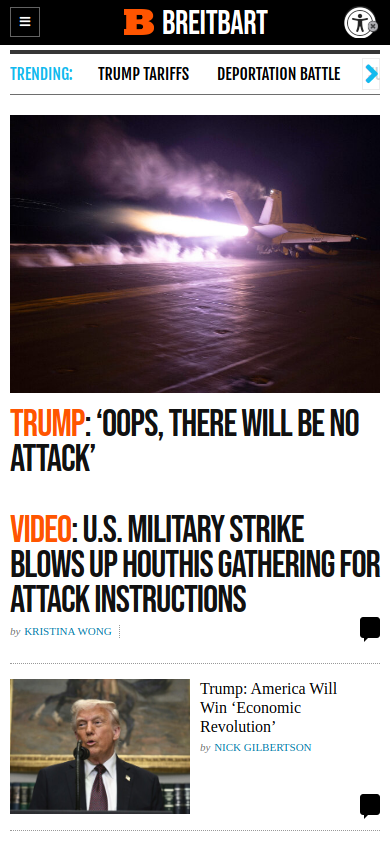 B BREITBART
TRENDING: TRUMP TARIFFS DEPORTATION BATTLE
TRUMP: ‘OOPS, THERE WILL BE NO
ATTACK’
VIDEO: U.S. MILITARY STRIKE
BLOWS UP HOUTHIS GATHERING FOR
ATTACK INSTRUCTIONS
by KRISTINA WONG
Trump: America Will
Win ‘Economic
Revolution’
by NICK GILBERTSON